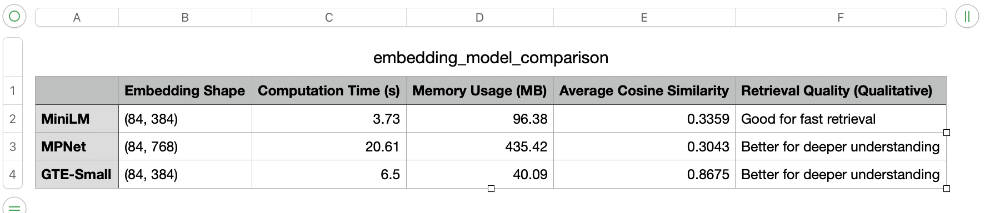 A B C D E F
embedding_model_comparison
1 Embedding Shape Computation Time (s) Memory Usage (MB) Average Cosine Similarity Retrieval Quality (Qualitative)
2 MiniLM (84, 384) 3.73 96.38 0.3359 Good for fast retrieval
3 MPNet (84, 768) 20.61 435.42 0.3043 Better for deeper understanding
4 GTE-Small (84, 384) 6.5 40.09 0.8675 Better for deeper understanding